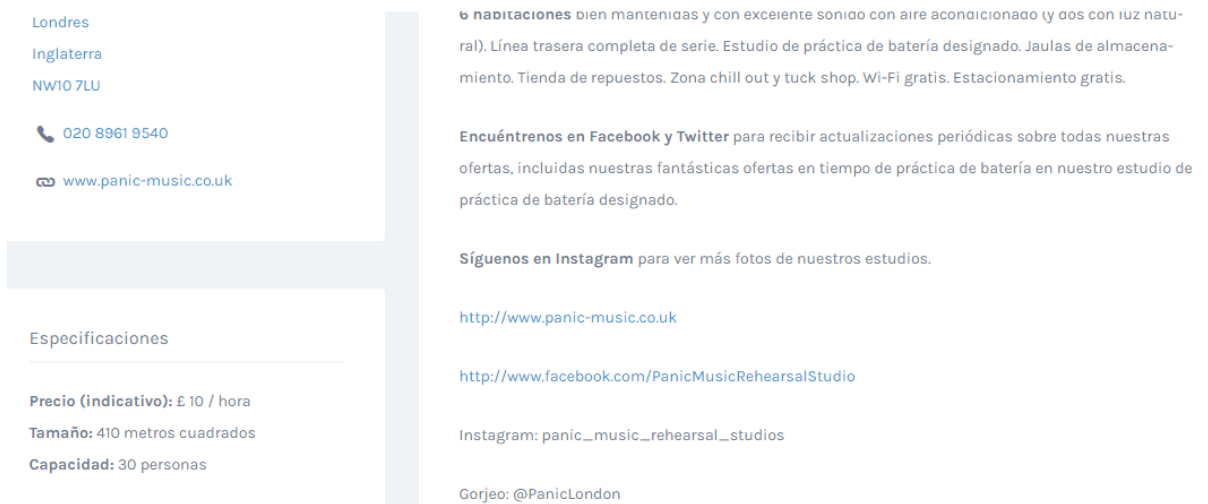 Londres
Inglaterra
NW10 7LU
020 8961 9540
www.panic-music.co.uk
Especificaciones
Precio (indicativo): £ 10 / hora
Tamaño: 410 metros cuadrados
Capacidad: 30 personas
6 habitaciones bien mantenidas y con excelente sonido con aire acondicionado (y dos con luz natu-
ral). Línea trasera completa de serie. Estudio de práctica de batería designado. Jaulas de almacena-
miento. Tienda de repuestos. Zona chill out y tuck shop. Wi-Fi gratis. Estacionamiento gratis.
Encuéntrenos en Facebook y Twitter para recibir actualizaciones periódicas sobre todas nuestras
ofertas, incluidas nuestras fantásticas ofertas en tiempo de práctica de batería en nuestro estudio de
práctica de batería designado.
Síguenos en Instagram para ver más fotos de nuestros estudios.
http://www.panic-music.co.uk
http://www.facebook.com/PanicMusicRehearsalStudio
Instagram: panic_music_rehearsal_studios
Gorjeo: @PanicLondon